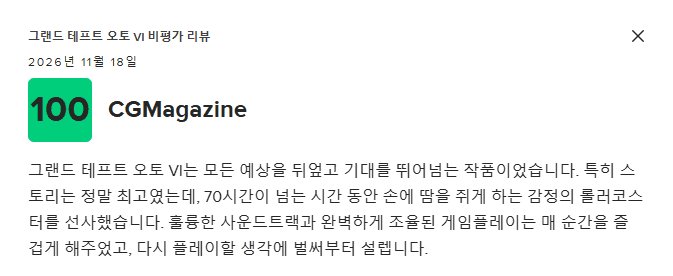 그랜드 테프트 오토 VI 비평가 리뷰
2026년 11월 18일
100 CGMagazine
그랜드 테프트 오토 VI는 모든 예상을 뒤엎고 기대를 뛰어넘는 작품이었습니다. 특히 스
토리는 정말 최고였는데, 70시간이 넘는 시간 동안 손에 땀을 쥐게 하는 감정의 롤러코스
터를 선사했습니다. 훌륭한 사운드트랙과 완벽하게 조율된 게임플레이는 매 순간을 즐
겁게 해주었고, 다시 플레이할 생각에 벌써부터 설렙니다.